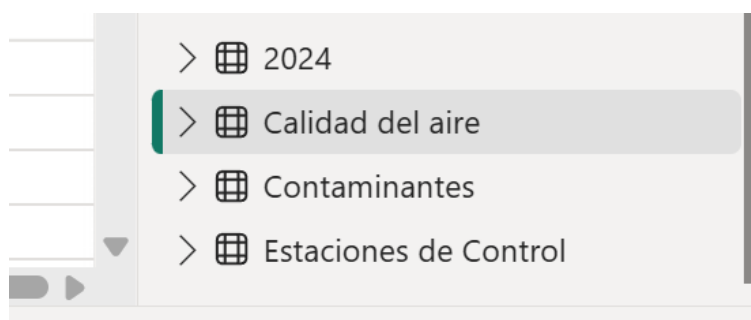 2024
Calidad del aire
Contaminantes
Estaciones de Control